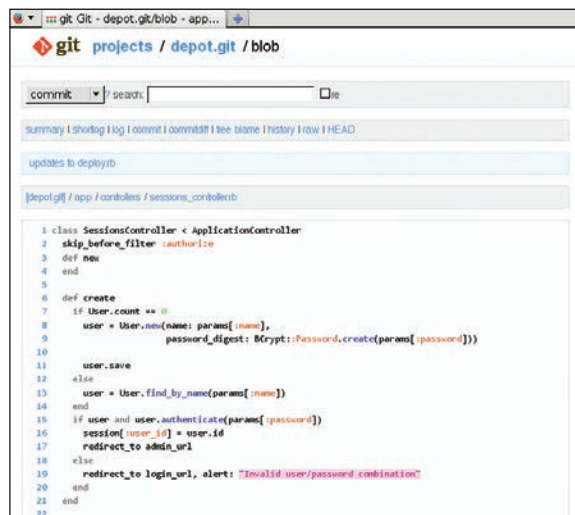 git Git - depot.git/blob - app...
git projects / depot.git / blob
commit ? search: re
summary | shortlog | log | commit | commitdiff | tree blame | history | raw | HEAD
updates to deploy.rb
[depot.git] / app / controllers / sessions_controller.rb
1 class SessionsController < ApplicationController
2 skip_before_filter :authorize
3 def new
4 end
5
6 def create
7 if User.count == 0
8 user = User.new(name: params[:name],
9 password_digest: BCrypt::Password.create(params[:password]))
10
11 user.save
12 else
13 user = User.find_by_name(params[:name])
14 end
15 if user and user.authenticate(params[:password])
16 session[:user_id] = user.id
17 redirect_to admin_url
18 else
19 redirect_to login_url, alert: "Invalid user/password combination"
20 end
21 end
22